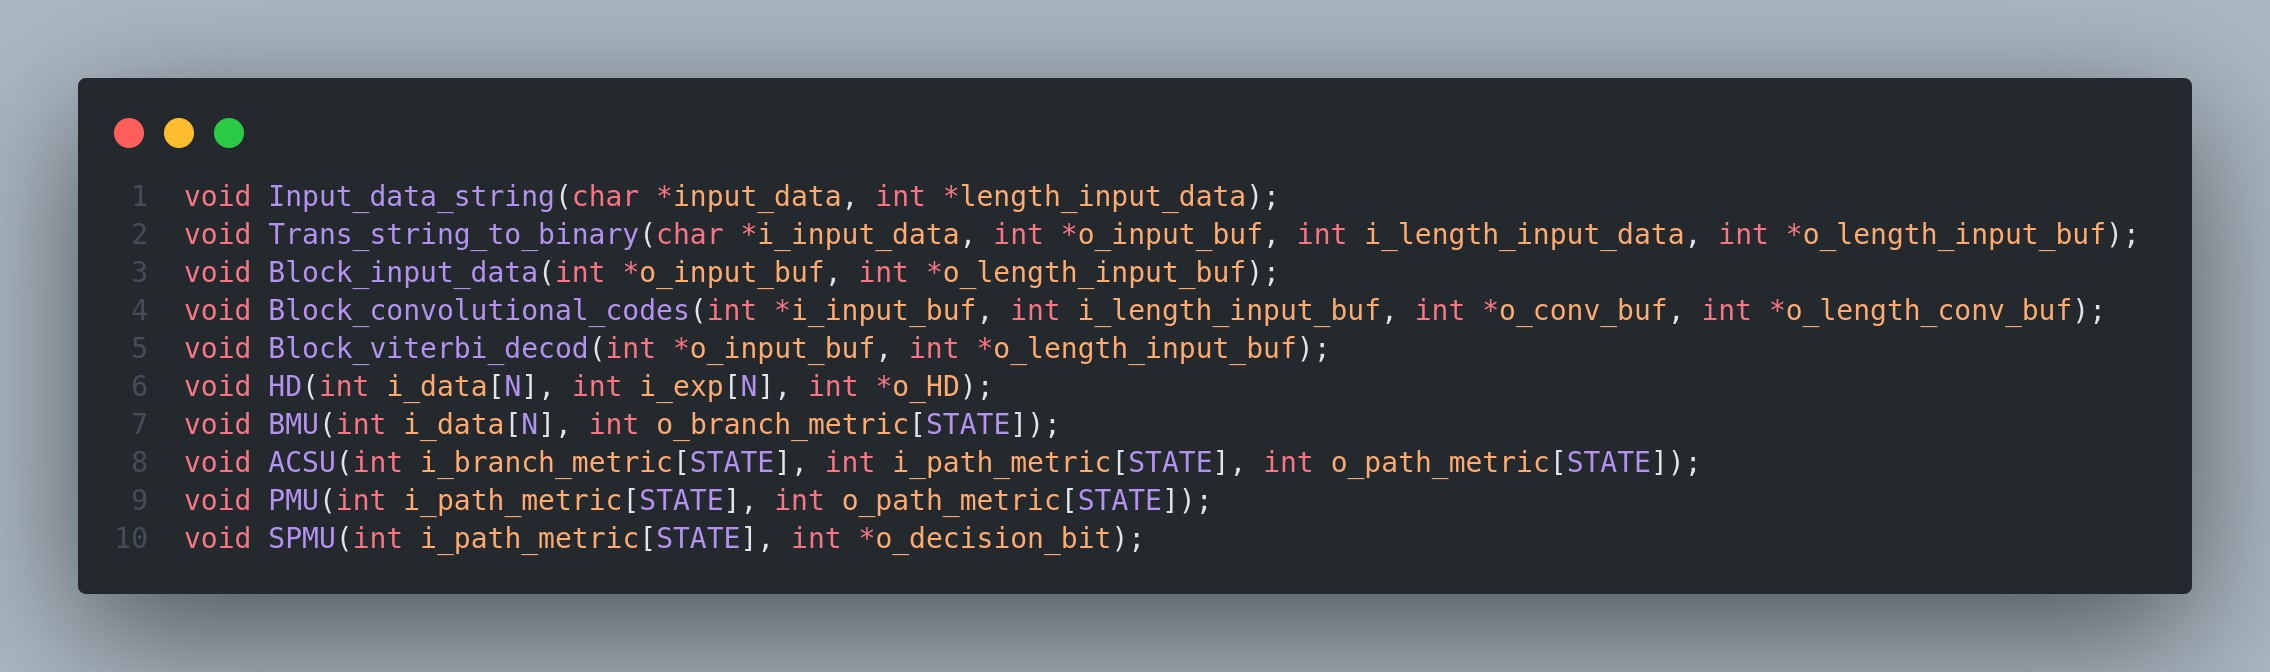 1 void Input_data_string(char *input_data, int *length_input_data);
2 void Trans_string_to_binary(char *i_input_data, int *o_input_buf, int i_length_input_data, int *o_length_input_buf);
3 void Block_input_data(int *o_input_buf, int *o_length_input_buf);
4 void Block_convolutional_codes(int *i_input_buf, int i_length_input_buf, int *o_conv_buf, int *o_length_conv_buf);
5 void Block_viterbi_decod(int *o_input_buf, int *o_length_input_buf);
6 void HD(int i_data[N], int i_exp[N], int *o_HD);
7 void BMU(int i_data[N], int o_branch_metric[STATE]);
8 void ACSU(int i_branch_metric[STATE], int i_path_metric[STATE], int o_path_metric[STATE]);
9 void PMU(int i_path_metric[STATE], int o_path_metric[STATE]);
10 void SPMU(int i_path_metric[STATE], int *o_decision_bit);